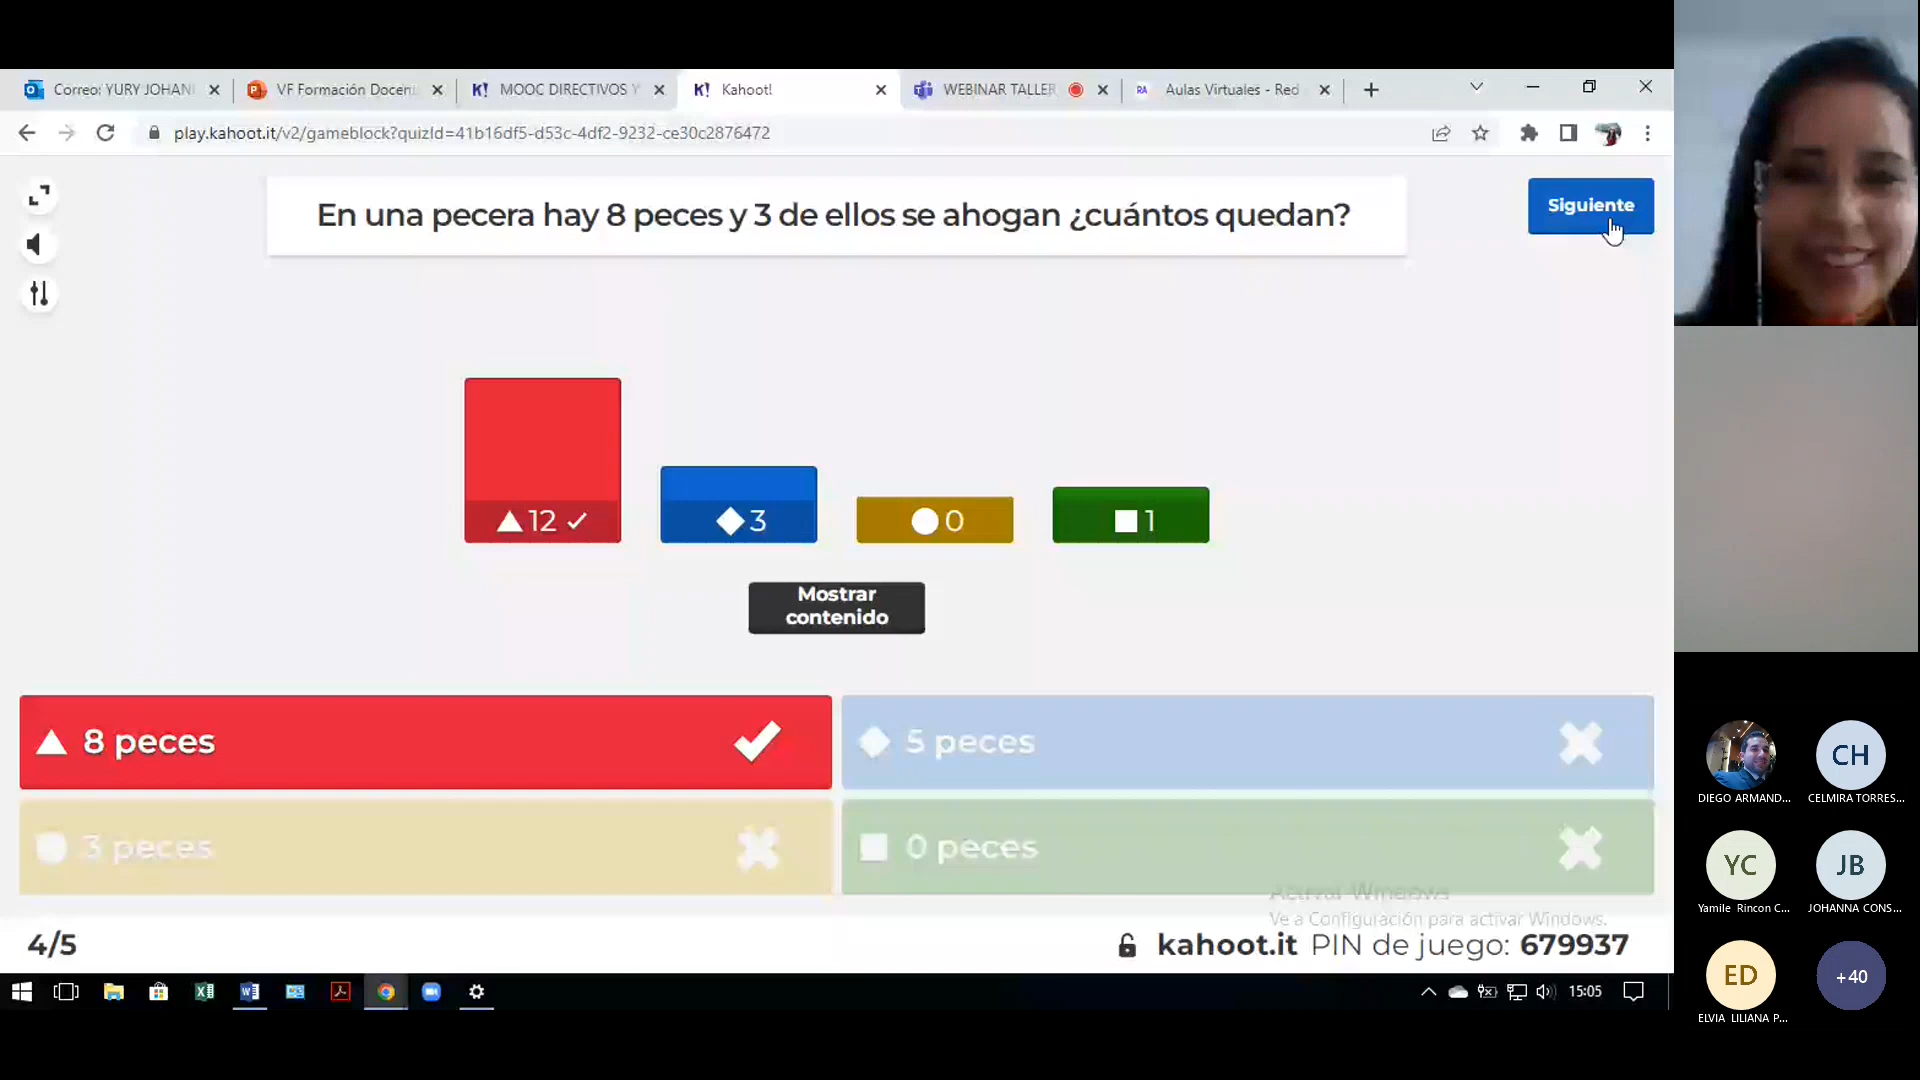 Correo: YURY JOHAN
VF Formación Docen
K! MOOC DIRECTIVOS Y
K! Kahoot!
WEBINAR TALLER
RA Aulas Virtuales - Red
play.kahoot.it/v2/gameblock?quizId=41b16df5-d53c-4df2-9232-ce30c2876472
En una pecera hay 8 peces y 3 de ellos se ahogan ¿cuántos quedan?
Siguiente
12
3
0
1
Mostrar
contenido
8 peces
5 peces
3 peces
0 peces
Activar Windows
Ve a Configuración para activar Windows.
4/5
kahoot.it PIN de juego: 679937
15:05
DIEGO ARMAND...
CH
CELMIRA TORRES...
YC
Yamile Rincon C...
JB
JOHANNA CONS...
ED
ELVIA LILIANA P...
+40